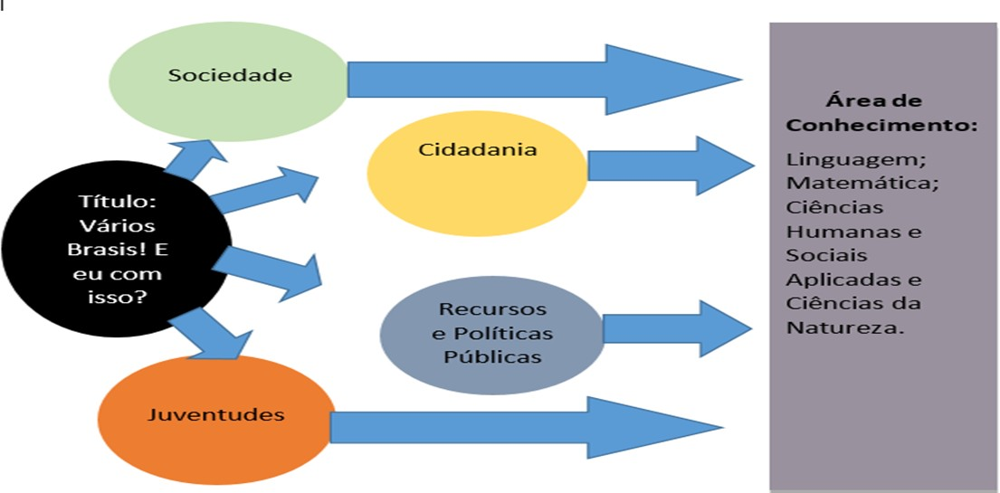 Sociedade
Cidadania
Título:
Vários
Brasis! E
eu com
isso?
Recursos
e Políticas
Públicas
Juventudes
Área de
Conhecimento:
Linguagem;
Matemática;
Ciências
Humanas e
Sociais
Aplicadas e
Ciências da
Natureza.